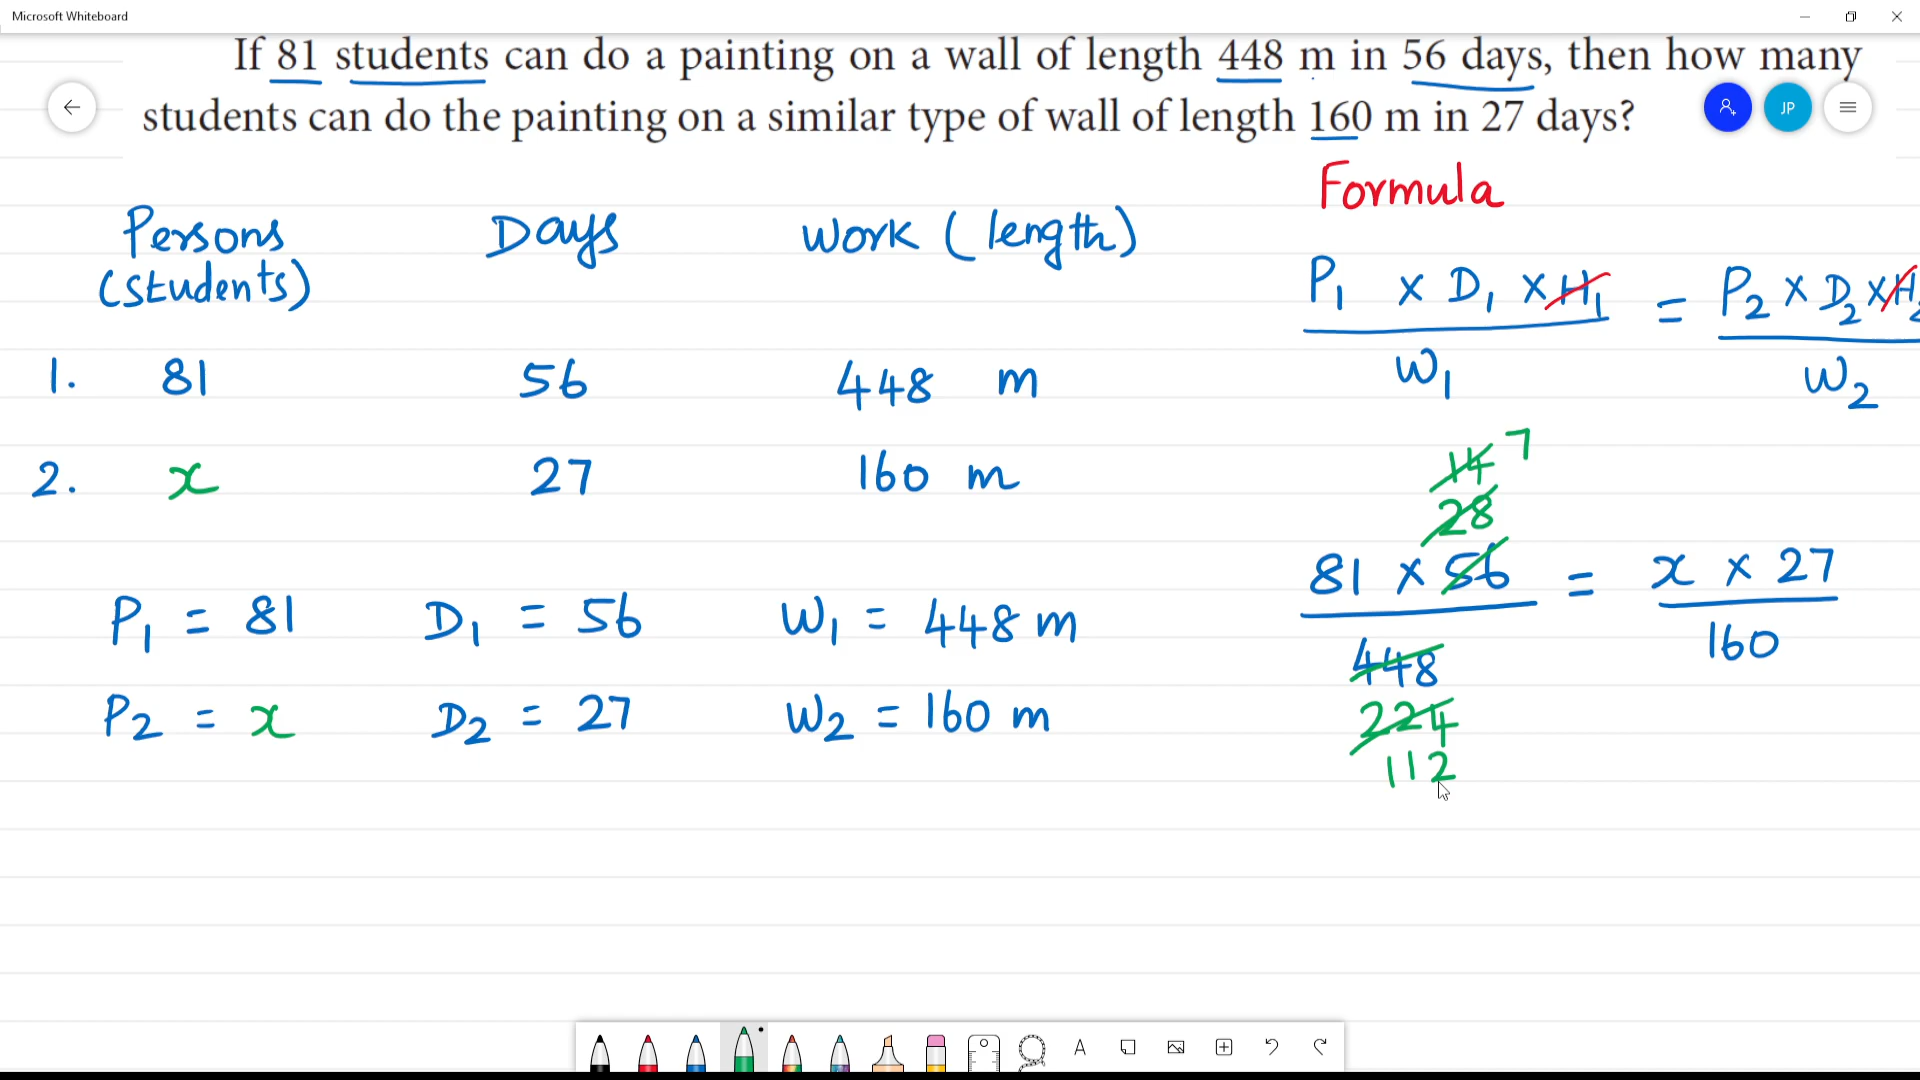 Microsoft Whiteboard
If 81 students can do a painting on a wall of length 448 m in 56 days, then how many
students can do the painting on a similar type of wall of length 160 m in 27 days?
JP
Formula
Persons Days Work (length)
(students)
P1 × D1 × H1 / W1 = P2 × D2 × H2 / W2
1. 81 56 448 m
2. x 27 160 m
14 7
28
81 × 56 = x × 27
448 160
224
112
P1 = 81 D1 = 56 W1 = 448 m
P2 = x D2 = 27 W2 = 160 m
A